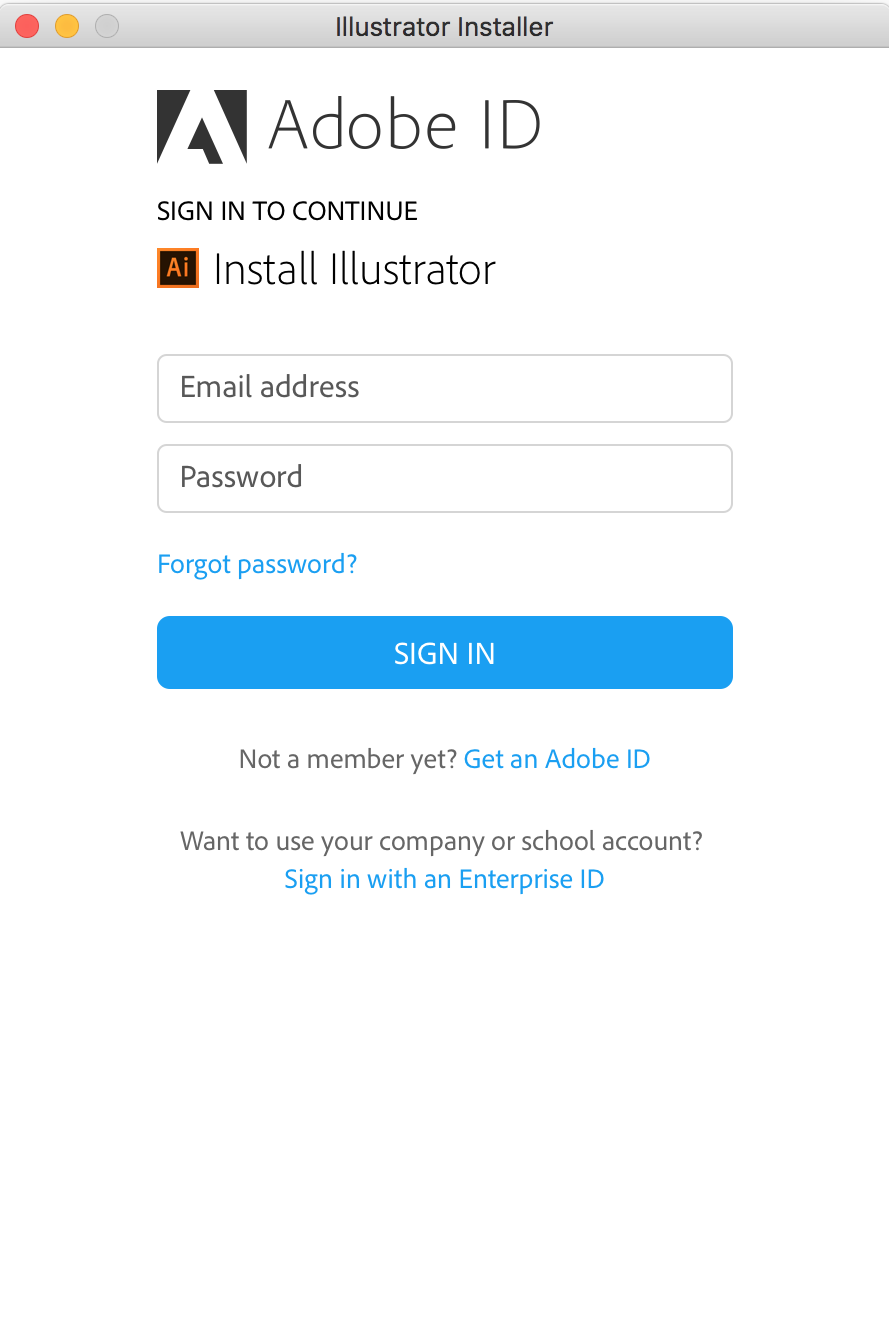 Illustrator Installer
Adobe ID
SIGN IN TO CONTINUE
Ai Install Illustrator
Email address
Password
Forgot password?
SIGN IN
Not a member yet? Get an Adobe ID
Want to use your company or school account?
Sign in with an Enterprise ID